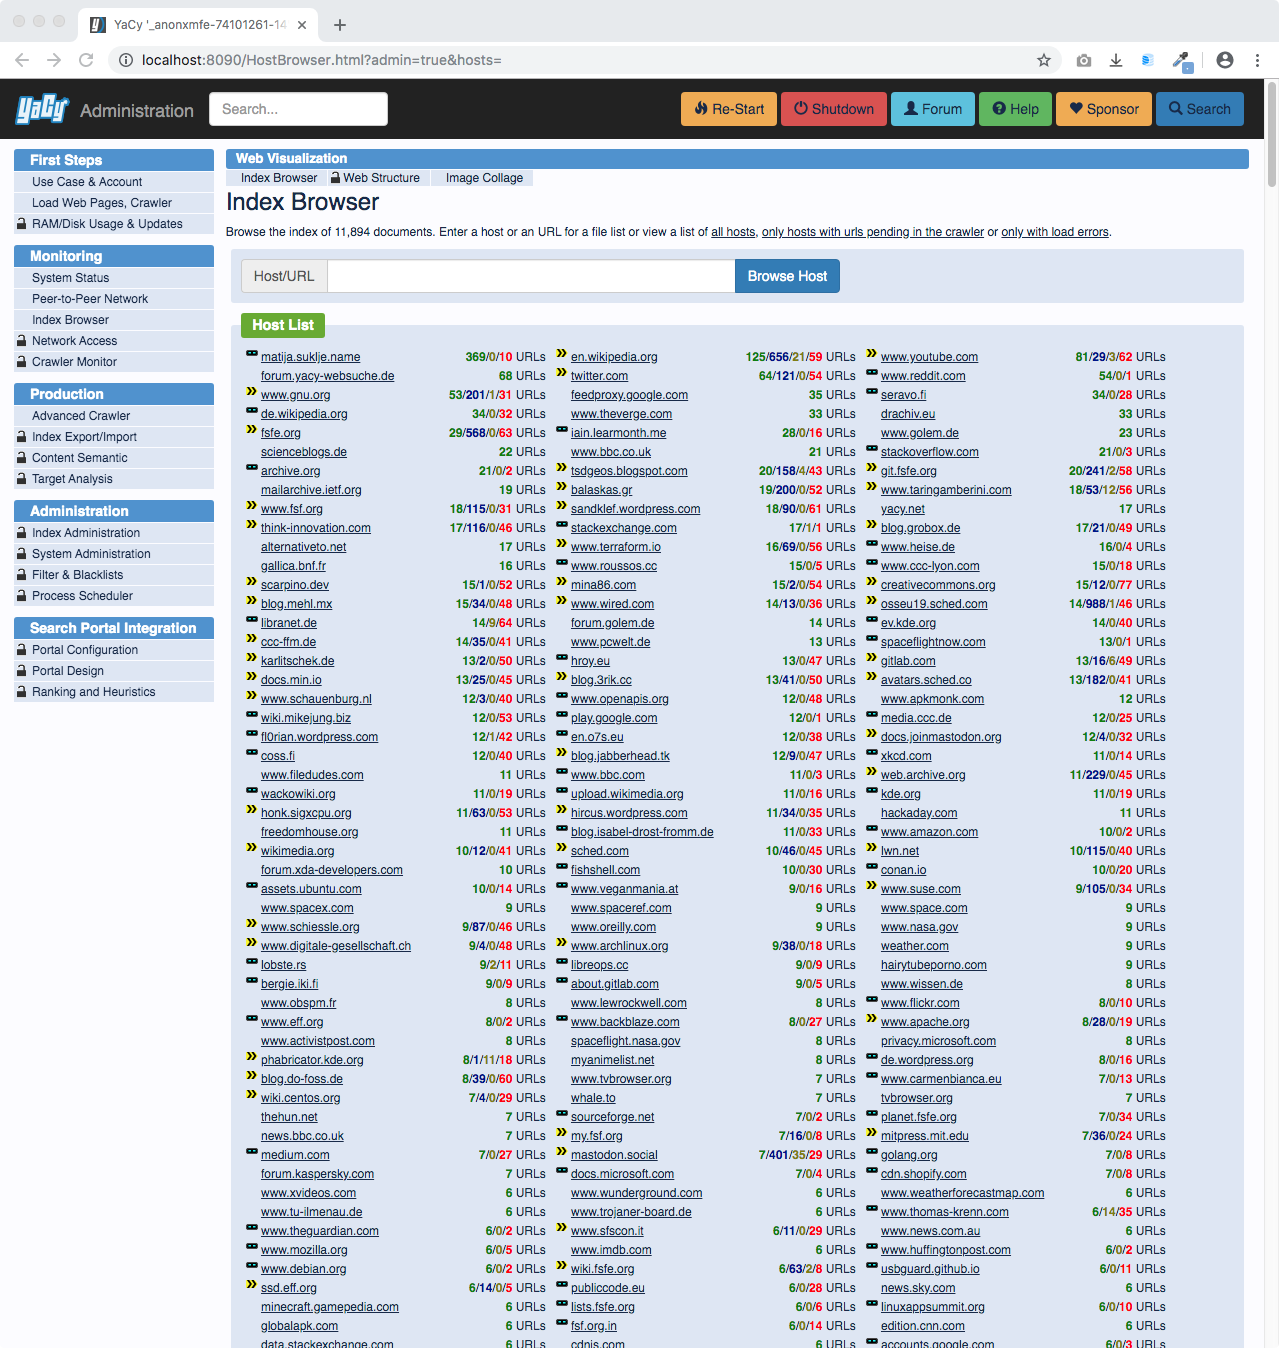 YaCy '_anonxmfe-74101261-14
localhost:8090/HostBrowser.html?admin=true&hosts=
YaCy Administration Search... Re-Start Shutdown Forum Help Sponsor Search
First Steps
Use Case & Account
Load Web Pages, Crawler
RAM/Disk Usage & Updates
Monitoring
System Status
Peer-to-Peer Network
Index Browser
Network Access
Crawler Monitor
Production
Advanced Crawler
Index Export/Import
Content Semantic
Target Analysis
Administration
Index Administration
System Administration
Filter & Blacklists
Process Scheduler
Search Portal Integration
Portal Configuration
Portal Design
Ranking and Heuristics
Web Visualization
Index Browser Web Structure Image Collage
Index Browser
Browse the index of 11,894 documents. Enter a host or an URL for a file list or view a list of all hosts, only hosts with urls pending in the crawler or only with load errors.
Host/URL Browse Host
Host List
matija.suklje.name 369/0/10 URLs en.wikipedia.org 125/656/21/59 URLs www.youtube.com 81/29/3/62 URLs
forum.yacy-websuche.de 68 URLs twitter.com 64/121/0/54 URLs www.reddit.com 54/0/1 URLs
www.gnu.org 53/201/1/31 URLs feedproxy.google.com 35 URLs seravo.fi 34/0/28 URLs
de.wikipedia.org 34/0/32 URLs www.theverge.com 33 URLs drachiv.eu 33 URLs
fsfe.org 29/568/0/63 URLs iain.learmonth.me 28/0/16 URLs www.golem.de 23 URLs
scienceblogs.de 22 URLs www.bbc.co.uk 21 URLs stackoverflow.com 21/0/3 URLs
archive.org 21/0/2 URLs tsdgeos.blogspot.com 20/158/4/43 URLs git.fsfe.org 20/241/2/58 URLs
mailarchive.ietf.org 19 URLs balaskas.gr 19/200/0/52 URLs www.taringamberini.com 18/53/12/56 URLs
www.fsf.org 18/115/0/31 URLs sandklef.wordpress.com 18/90/0/61 URLs yacy.net 17 URLs
think-innovation.com 17/116/0/46 URLs stackexchange.com 17/1/1 URLs blog.grobox.de 17/21/0/49 URLs
alternativeto.net 17 URLs www.terraform.io 16/69/0/56 URLs www.heise.de 16/0/4 URLs
gallica.bnf.fr 16 URLs www.roussos.cc 15/0/5 URLs www.ccc-lyon.com 15/0/18 URLs
scarpino.dev 15/1/0/52 URLs mina86.com 15/2/0/54 URLs creativecommons.org 15/12/0/77 URLs
blog.mehl.mx 15/34/0/48 URLs www.wired.com 14/13/0/36 URLs osseu19.sched.com 14/988/1/46 URLs
libranet.de 14/9/64 URLs forum.golem.de 14 URLs ev.kde.org 14/0/40 URLs
ccc-ffm.de 14/35/0/41 URLs www.pcwelt.de 13 URLs spaceflightnow.com 13/0/1 URLs
karlitschek.de 13/2/0/50 URLs hroy.eu 13/0/47 URLs gitlab.com 13/16/6/49 URLs
docs.min.io 13/25/0/45 URLs blog.3rik.cc 13/41/0/50 URLs avatars.sched.co 13/182/0/41 URLs
www.schauenburg.nl 12/3/0/40 URLs www.openapis.org 12/0/48 URLs www.apkmonk.com 12 URLs
wiki.mikejung.biz 12/0/53 URLs play.google.com 12/0/1 URLs media.ccc.de 12/0/25 URLs
fl0rian.wordpress.com 12/1/42 URLs en.o7s.eu 12/0/38 URLs docs.joinmastodon.org 12/4/0/32 URLs
coss.fi 12/0/40 URLs blog.jabberhead.tk 12/9/0/47 URLs xkcd.com 11/0/14 URLs
www.filedudes.com 11 URLs www.bbc.com 11/0/3 URLs web.archive.org 11/229/0/45 URLs
wackowiki.org 11/0/19 URLs upload.wikimedia.org 11/0/16 URLs kde.org 11/0/19 URLs
honk.sigxcpu.org 11/63/0/53 URLs hircus.wordpress.com 11/34/0/35 URLs hackaday.com 11 URLs
freedomhouse.org 11 URLs blog.isabel-drost-fromm.de 11/0/33 URLs www.amazon.com 10/0/2 URLs
wikimedia.org 10/12/0/41 URLs sched.com 10/46/0/45 URLs lwn.net 10/115/0/40 URLs
forum.xda-developers.com 10 URLs fishshell.com 10/0/30 URLs conan.io 10/0/20 URLs
assets.ubuntu.com 10/0/14 URLs www.veganmania.at 9/0/16 URLs www.suse.com 9/105/0/34 URLs
www.spacex.com 9 URLs www.spaceref.com 9 URLs www.space.com 9 URLs
www.schiessle.org 9/87/0/46 URLs www.oreilly.com 9 URLs www.nasa.gov 9 URLs
www.digitale-gesellschaft.ch 9/4/0/48 URLs www.archlinux.org 9/38/0/18 URLs weather.com 9 URLs
lobste.rs 9/2/11 URLs libreops.cc 9/0/9 URLs hairytubeporno.com 9 URLs
bergie.iki.fi 9/0/9 URLs about.gitlab.com 9/0/5 URLs www.wissen.de 8 URLs
www.obspm.fr 8 URLs www.lewrockwell.com 8 URLs www.flickr.com 8/0/10 URLs
www.eff.org 8/0/2 URLs www.backblaze.com 8/0/27 URLs www.apache.org 8/28/0/19 URLs
www.activistpost.com 8 URLs spaceflight.nasa.gov 8 URLs privacy.microsoft.com 8 URLs
phabricator.kde.org 8/1/11/18 URLs myanimelist.net 8 URLs de.wordpress.org 8/0/16 URLs
blog.do-foss.de 8/39/0/60 URLs www.tvbrowser.org 7 URLs www.carmenbianca.eu 7/0/13 URLs
wiki.centos.org 7/4/0/29 URLs whale.to 7 URLs tvbrowser.org 7 URLs
thehun.net 7 URLs sourceforge.net 7/0/2 URLs planet.fsfe.org 7/0/34 URLs
news.bbc.co.uk 7 URLs my.fsf.org 7/16/0/8 URLs mitpress.mit.edu 7/36/0/24 URLs
medium.com 7/0/27 URLs mastodon.social 7/401/35/29 URLs golang.org 7/0/8 URLs
forum.kaspersky.com 7 URLs docs.microsoft.com 7/0/4 URLs cdn.shopify.com 7/0/8 URLs
www.xvideos.com 6 URLs www.wunderground.com 6 URLs www.weatherforecastmap.com 6 URLs
www.tu-ilmenau.de 6 URLs www.trojaner-board.de 6 URLs www.thomas-krenn.com 6/14/35 URLs
www.theguardian.com 6/0/2 URLs www.sfscon.it 6/11/0/29 URLs www.news.com.au 6 URLs
www.mozilla.org 6/0/5 URLs www.imdb.com 6 URLs www.huffingtonpost.com 6/0/2 URLs
www.debian.org 6/0/2 URLs wiki.fsfe.org 6/63/2/8 URLs usbguard.github.io 6/0/11 URLs
ssd.eff.org 6/14/0/5 URLs publiccode.eu 6/0/28 URLs news.sky.com 6 URLs
minecraft.gamepedia.com 6 URLs lists.fsfe.org 6/0/6 URLs linuxappsummit.org 6/0/10 URLs
globalapk.com 6 URLs fsf.org.in 6/0/14 URLs edition.cnn.com 6 URLs
data.stackexchange.com 6 URLs cdnis.com 6 URLs accounts.google.com 6/0/3 URLs